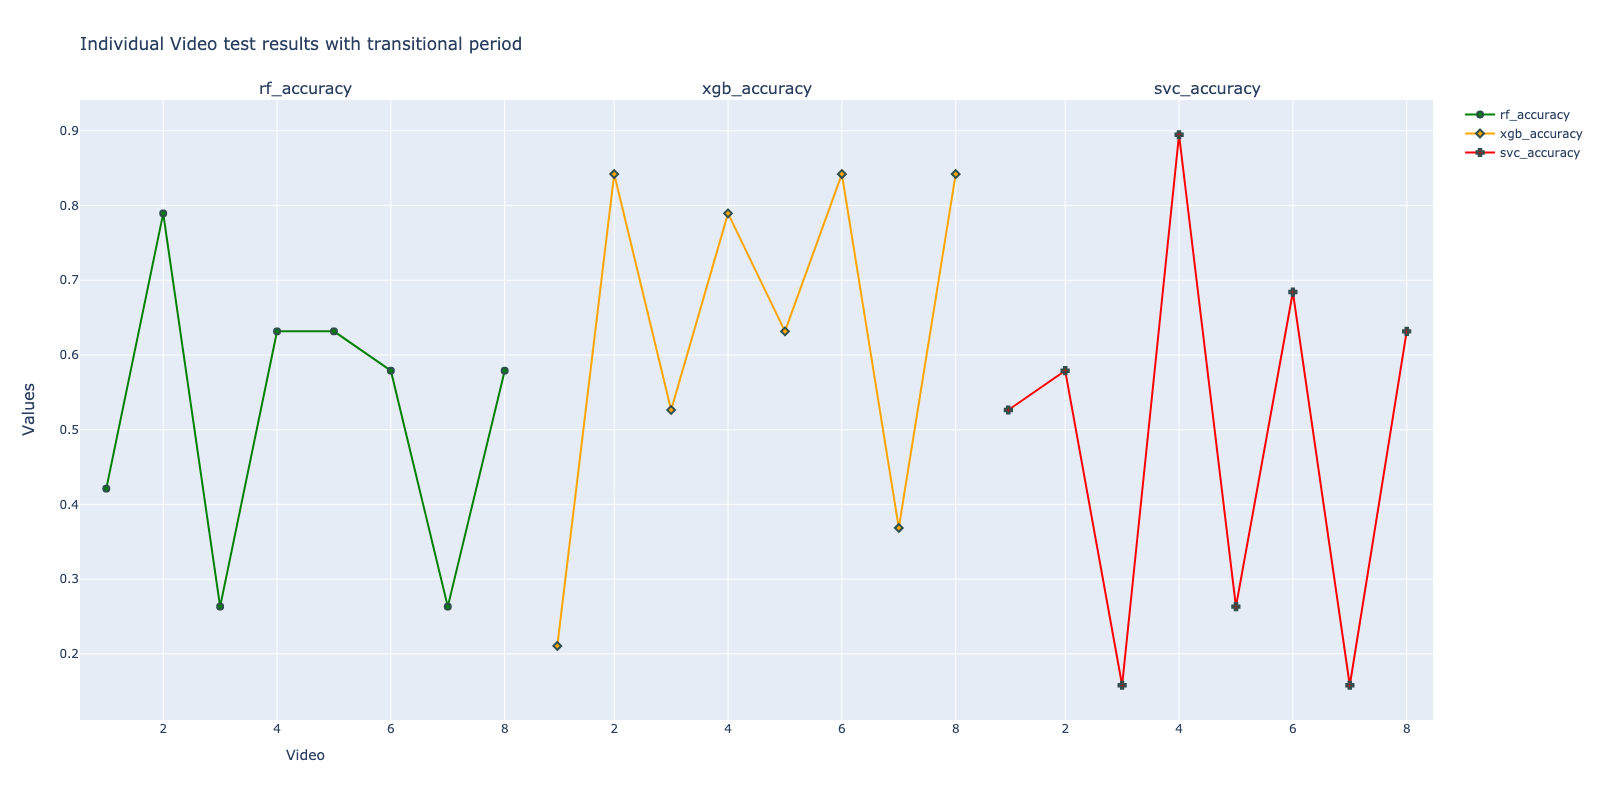 Individual Video test results with transitional period
rf_accuracy
xgb_accuracy
svc_accuracy
rf_accuracy
xgb_accuracy
svc_accuracy
0.9
0.8
0.7
0.6
0.5
0.4
0.3
0.2
Values
2 4 6 8 2 4 6 8 2 4 6 8
Video